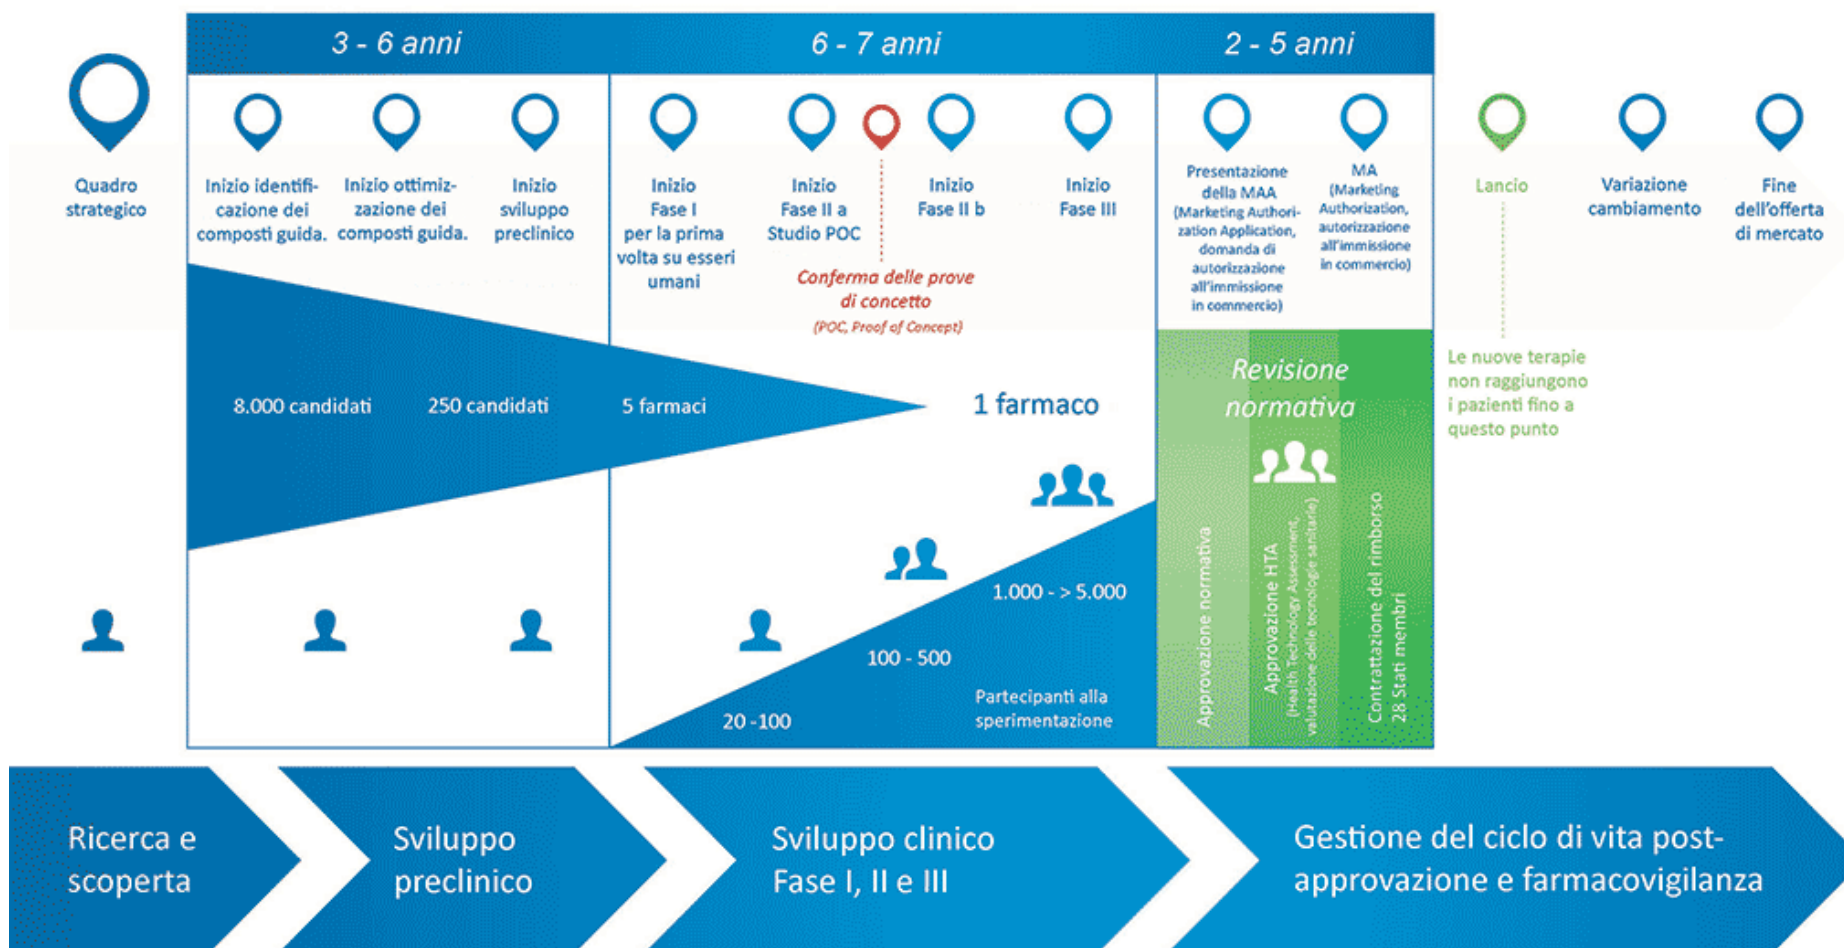 3 - 6 anni
6 - 7 anni
2 - 5 anni
Quadro
strategico
Inizio identifi-
cazione dei
composti guida.
Inizio ottimiz-
zazione dei
composti guida.
Inizio
sviluppo
preclinico
Inizio
Fase I
per la prima
volta su esseri
umani
Inizio
Fase II a
Studio POC
Conferma delle prove
di concetto
(POC, Proof of Concept)
Inizio
Fase II b
Inizio
Fase III
Presentazione
della MAA
(Marketing Authori-
zation Application,
domanda di
autorizzazione
all'immissione
in commercio)
MA
(Marketing
Authorization,
autorizzazione
all'immissione
in commercio)
Lancio
Variazione
cambiamento
Fine
dell'offerta
di mercato
Le nuove terapie
non raggiungono
i pazienti fino a
questo punto
8.000 candidati
250 candidati
5 farmaci
1 farmaco
Revisione
normativa
20 -100
100 - 500
1.000 - > 5.000
Partecipanti alla
sperimentazione
Approvazione normativa
Approvazione HTA
(Health Technology Assessment,
valutazione delle tecnologie sanitarie)
Contrattazione del rimborso
28 Stati membri
Ricerca e
scoperta
Sviluppo
preclinico
Sviluppo clinico
Fase I, II e III
Gestione del ciclo di vita post-
approvazione e farmacovigilanza